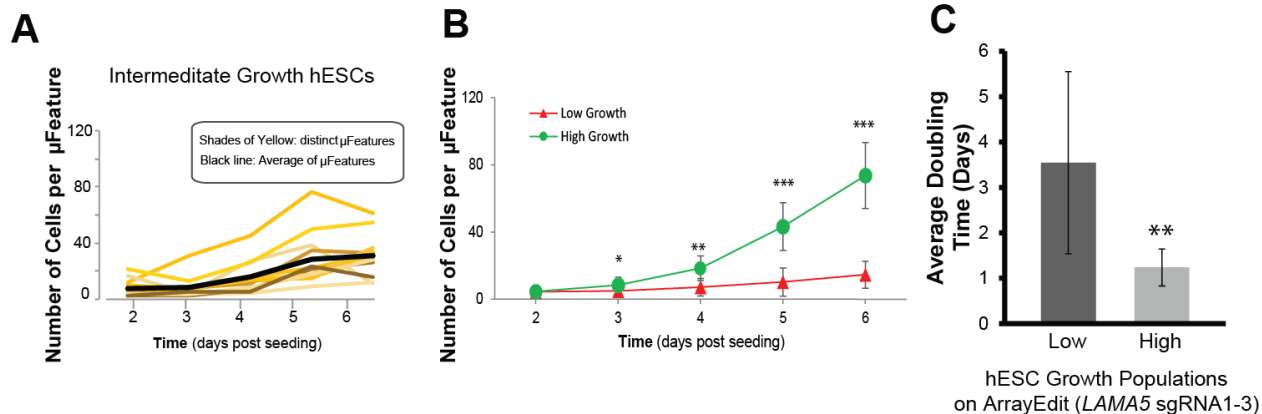 A
Intermeditate Growth hESCs
Number of Cells per µFeature
120
80
40
0
Shades of Yellow: distinct µFeatures
Black line: Average of µFeatures
2 3 4 5 6
Time (days post seeding)
B
Number of Cells per µFeature
120
80
40
0
Low Growth
High Growth
*
**
***
***
2 3 4 5 6
Time (days post seeding)
C
Average Doubling
Time (Days)
6
5
4
3
2
1
0
**
Low High
hESC Growth Populations
on ArrayEdit (LAMA5 sgRNA1-3)